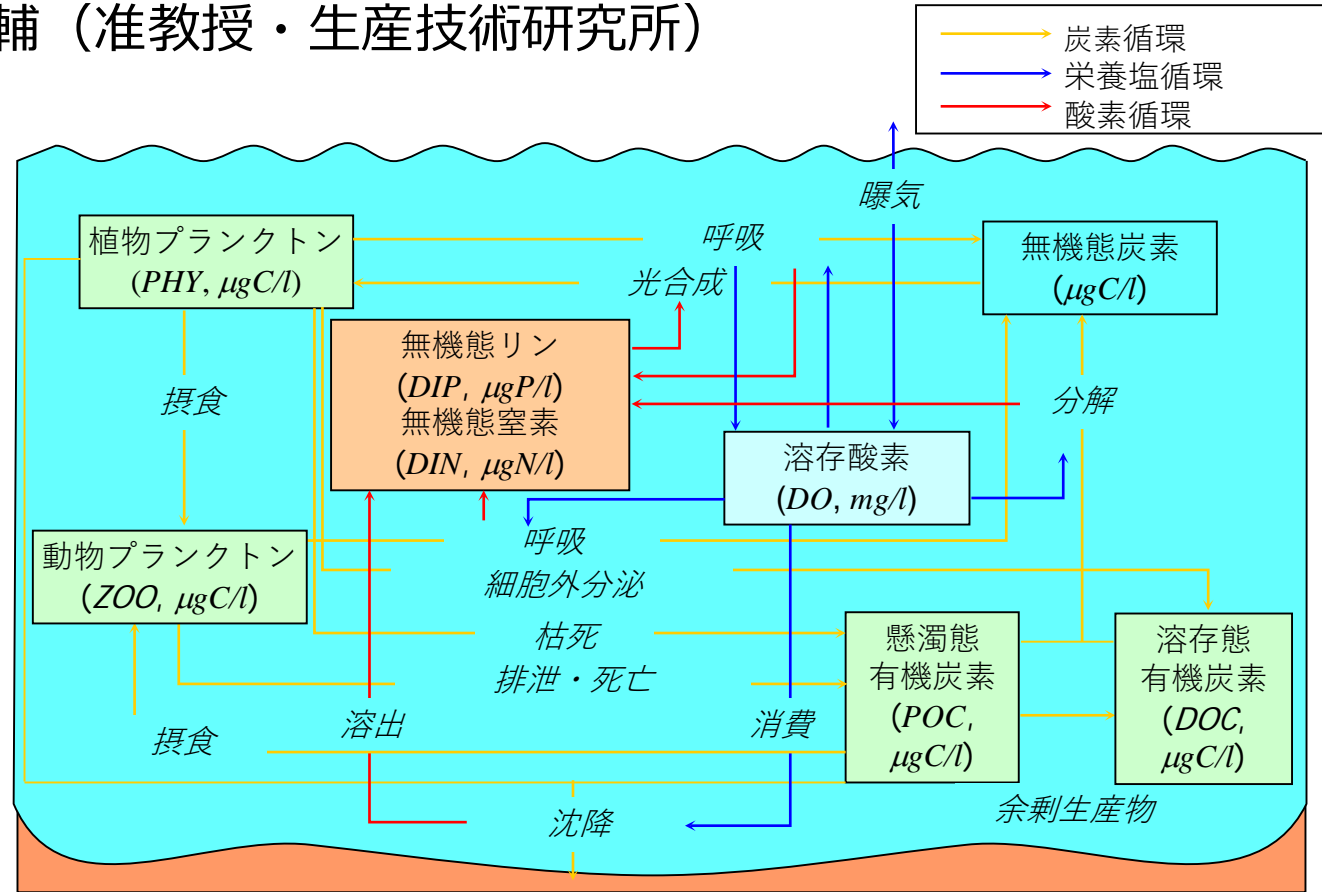 輔（准教授・生産技術研究所）
炭素循環
栄養塩循環
酸素循環
曝気
植物プランクトン
(PHY, μgC/l)
呼吸
光合成
無機態炭素
(μgC/l)
無機態リン
(DIP, μgP/l)
無機態窒素
(DIN, μgN/l)
摂食
分解
溶存酸素
(DO, mg/l)
動物プランクトン
(ZOO, μgC/l)
呼吸
細胞外分泌
枯死
排泄・死亡
懸濁態
有機炭素
(POC,
μgC/l)
溶存態
有機炭素
(DOC,
μgC/l)
摂食
溶出
消費
沈降
余剰生産物